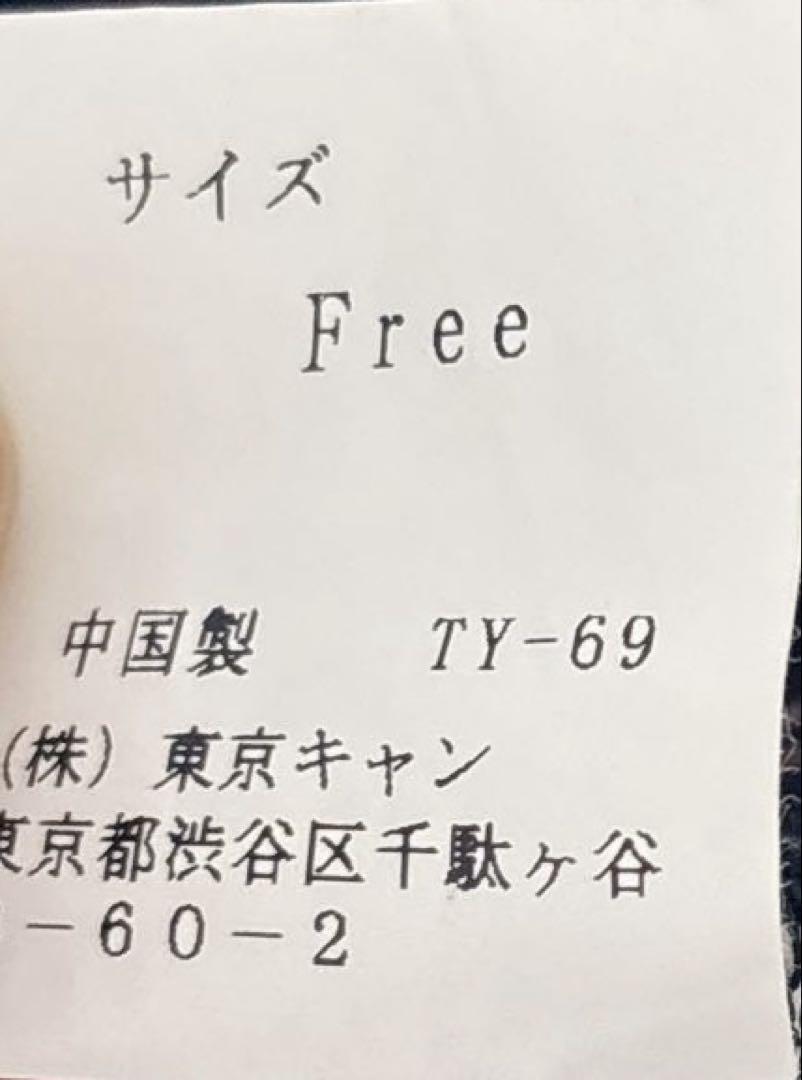 サイズ
Free
中国製 TY-69
(株) 東京キャン
東京都渋谷区千駄ヶ谷
-60-2